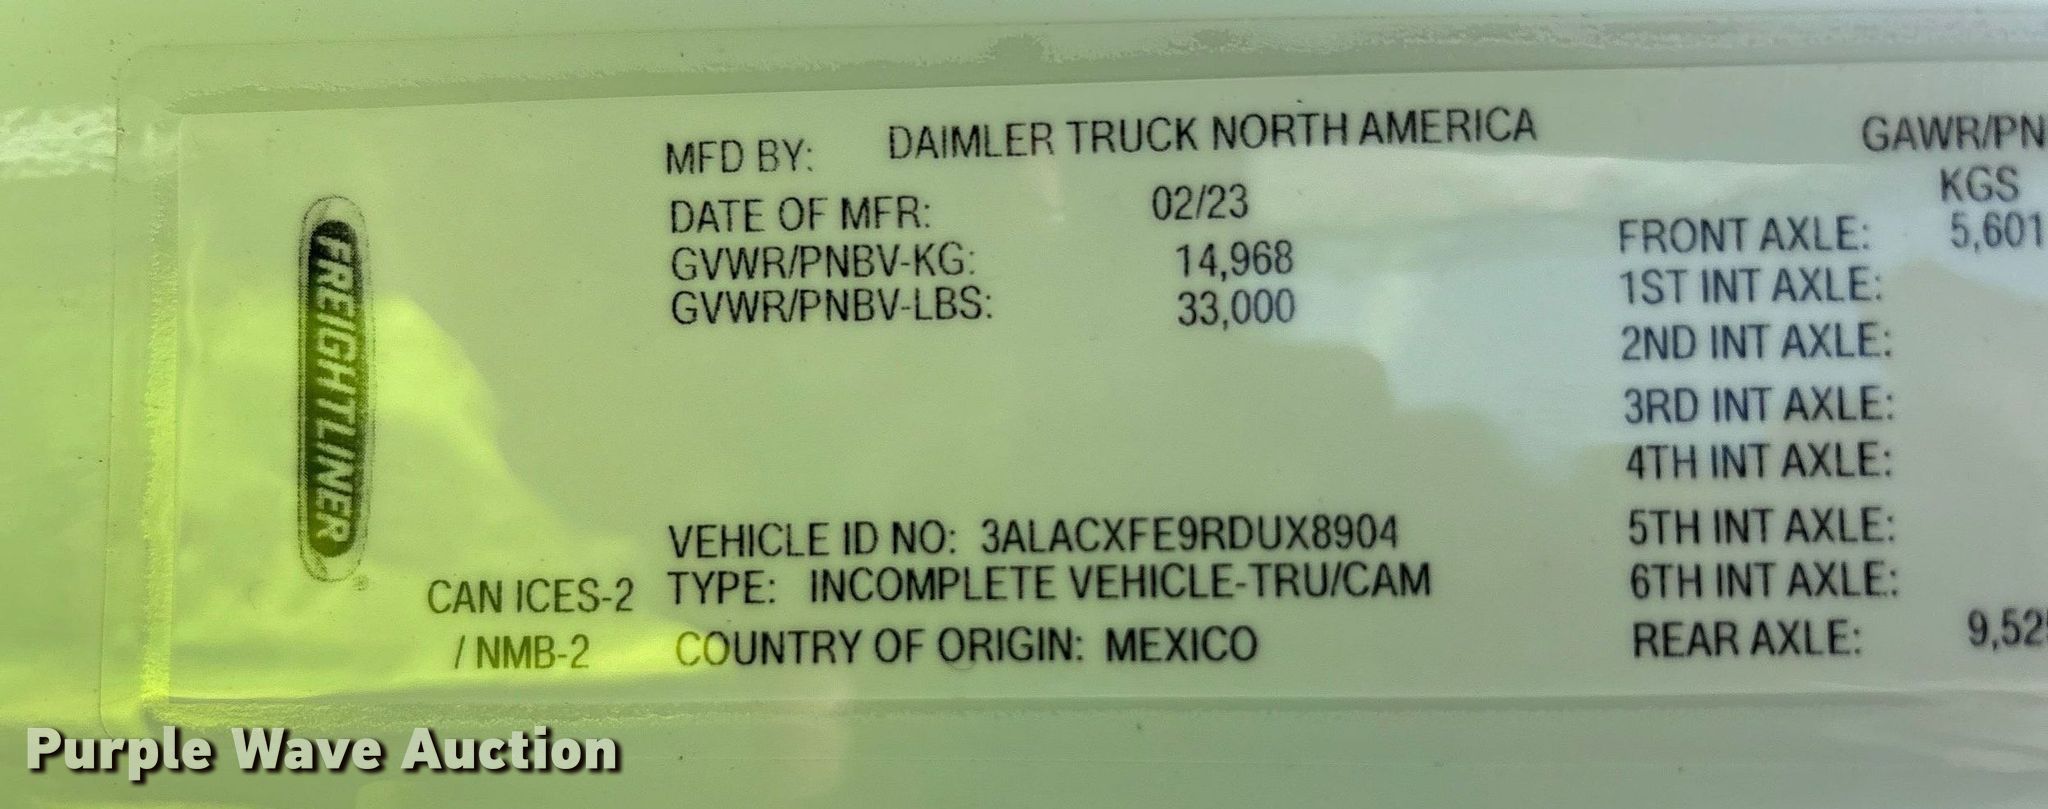 FREIGHTLINER
®
MFD BY: DAIMLER TRUCK NORTH AMERICA
DATE OF MFR: 02/23
GVWR/PNBV-KG: 14,968
GVWR/PNBV-LBS: 33,000
VEHICLE ID NO: 3ALACXFE9RDUX8904
CAN ICES-2 TYPE: INCOMPLETE VEHICLE-TRU/CAM
/ NMB-2 COUNTRY OF ORIGIN: MEXICO
GAWR/PN
KGS
FRONT AXLE: 5,601
1ST INT AXLE:
2ND INT AXLE:
3RD INT AXLE:
4TH INT AXLE:
5TH INT AXLE:
6TH INT AXLE:
REAR AXLE: 9,525
Purple Wave Auction